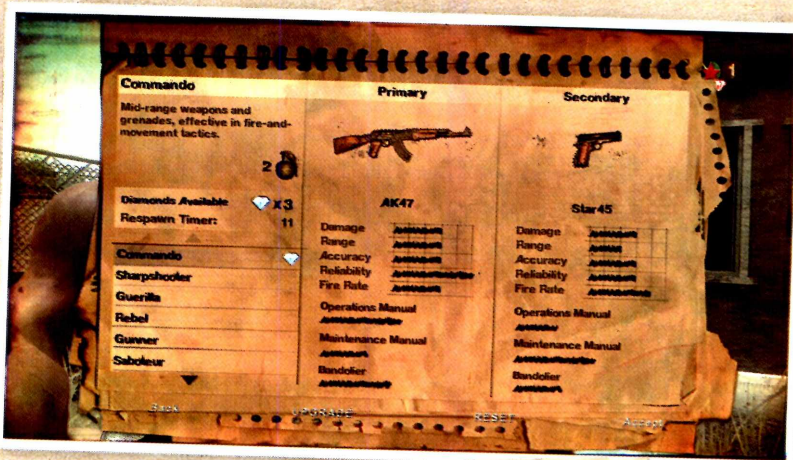 Commando
Mid-range weapons and
grenades, effective in fire-and-
movement tactics.
2
Diamonds Available x3
Respawn Timer: 11
Commando
Sharpshooter
Guerilla
Rebel
Gunner
Saboteur
Primary
AK47
Damage
Range
Accuracy
Reliability
Fire Rate
Operations Manual
Maintenance Manual
Bandolier
Secondary
Star45
Damage
Range
Accuracy
Reliability
Fire Rate
Operations Manual
Maintenance Manual
Bandolier
1
Back UPGRADE RESET Accept